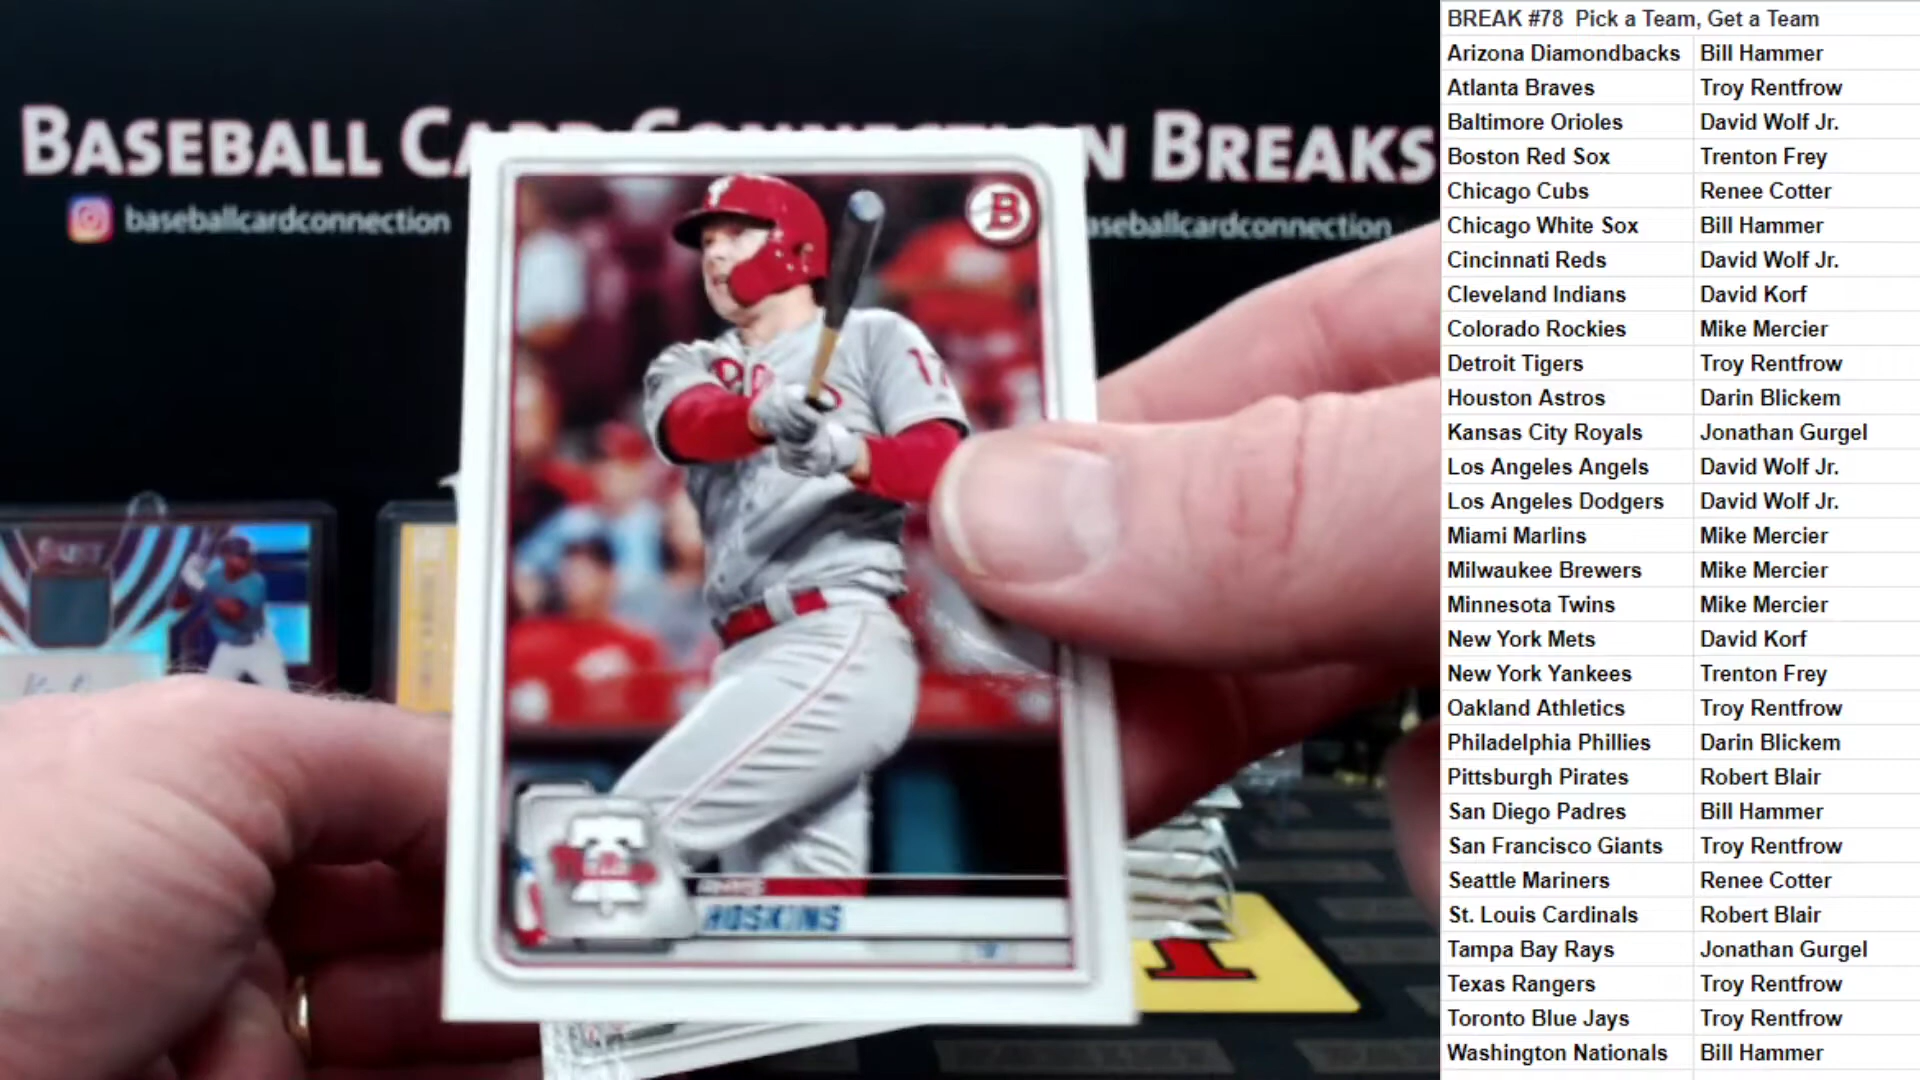 BASEBALL CARD CONNECTION BREAKS
baseballcardconnection
aseballcardconnection
B
17
Phillies
RHYS
HOSKINS
1B
BREAK #78 Pick a Team, Get a Team
Arizona Diamondbacks Bill Hammer
Atlanta Braves Troy Rentfrow
Baltimore Orioles David Wolf Jr.
Boston Red Sox Trenton Frey
Chicago Cubs Renee Cotter
Chicago White Sox Bill Hammer
Cincinnati Reds David Wolf Jr.
Cleveland Indians David Korf
Colorado Rockies Mike Mercier
Detroit Tigers Troy Rentfrow
Houston Astros Darin Blickem
Kansas City Royals Jonathan Gurgel
Los Angeles Angels David Wolf Jr.
Los Angeles Dodgers David Wolf Jr.
Miami Marlins Mike Mercier
Milwaukee Brewers Mike Mercier
Minnesota Twins Mike Mercier
New York Mets David Korf
New York Yankees Trenton Frey
Oakland Athletics Troy Rentfrow
Philadelphia Phillies Darin Blickem
Pittsburgh Pirates Robert Blair
San Diego Padres Bill Hammer
San Francisco Giants Troy Rentfrow
Seattle Mariners Renee Cotter
St. Louis Cardinals Robert Blair
Tampa Bay Rays Jonathan Gurgel
Texas Rangers Troy Rentfrow
Toronto Blue Jays Troy Rentfrow
Washington Nationals Bill Hammer